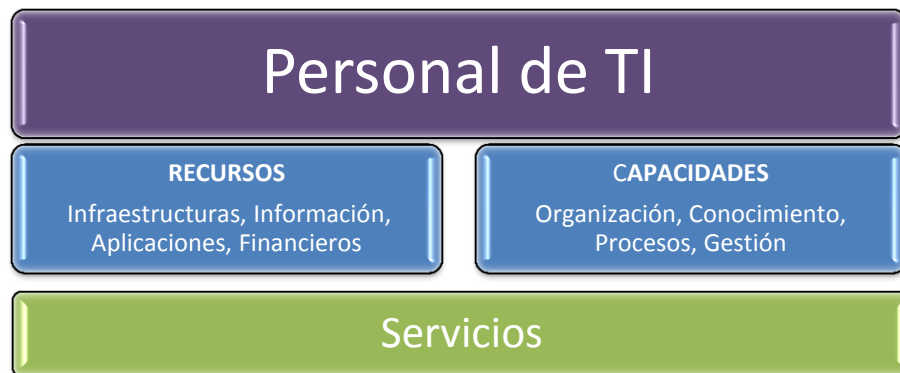 Personal de TI
RECURSOS
Infraestructuras, Información,
Aplicaciones, Financieros
CAPACIDADES
Organización, Conocimiento,
Procesos, Gestión
Servicios